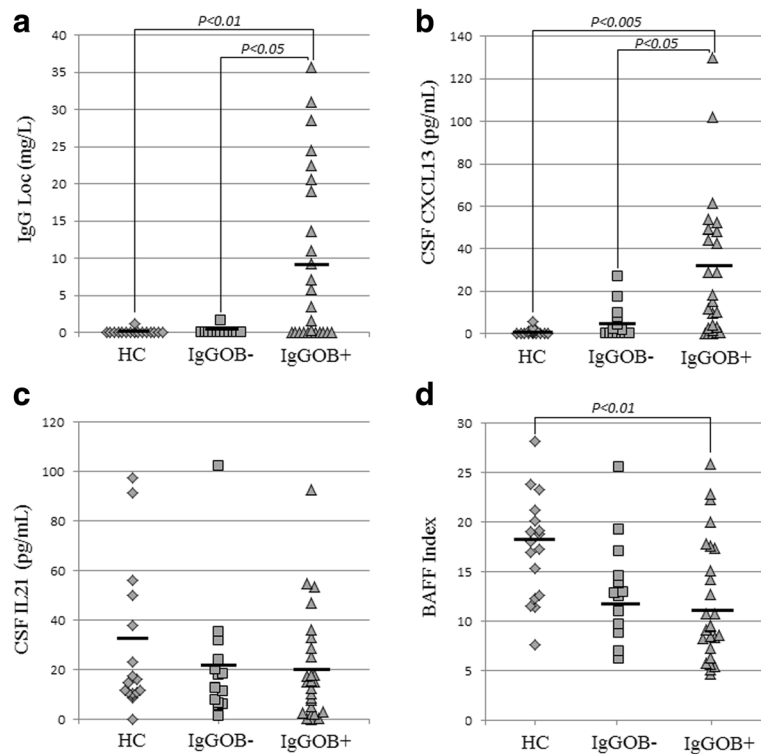 a
P<0.01
P<0.05
IgG Loc (mg/L)
40
35
30
25
20
15
10
5
0
HC IgGOB- IgGOB+
b
P<0.005
P<0.05
CSF CXCL13 (pg/mL)
140
120
100
80
60
40
20
0
HC IgGOB- IgGOB+
c
CSF IL21 (pg/mL)
120
100
80
60
40
20
0
HC IgGOB- IgGOB+
d
P<0.01
BAFF Index
30
25
20
15
10
5
0
HC IgGOB- IgGOB+